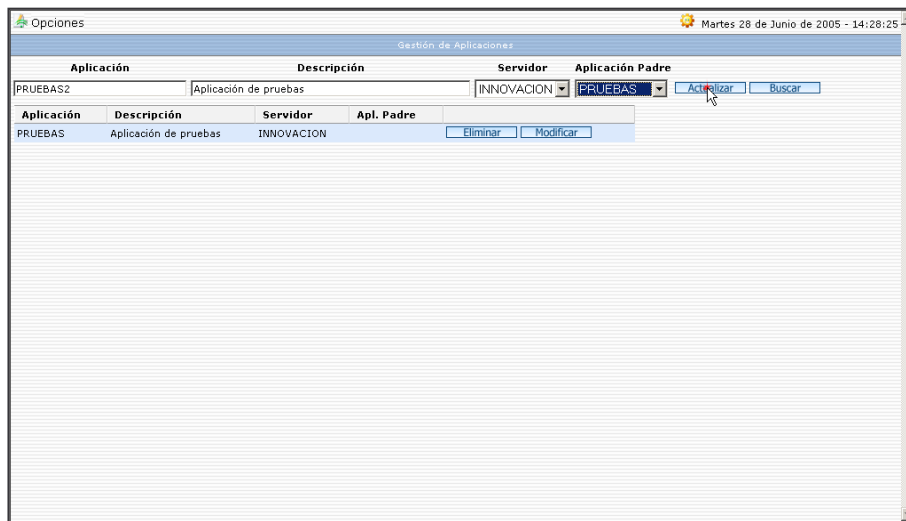 Opciones
Martes 28 de Junio de 2005 - 14:28:25
Gestión de Aplicaciones
Aplicación Descripción Servidor Aplicación Padre
PRUEBAS2 Aplicación de pruebas INNOVACION PRUEBAS Actualizar Buscar
Aplicación Descripción Servidor Apl. Padre
PRUEBAS Aplicación de pruebas INNOVACION Eliminar Modificar